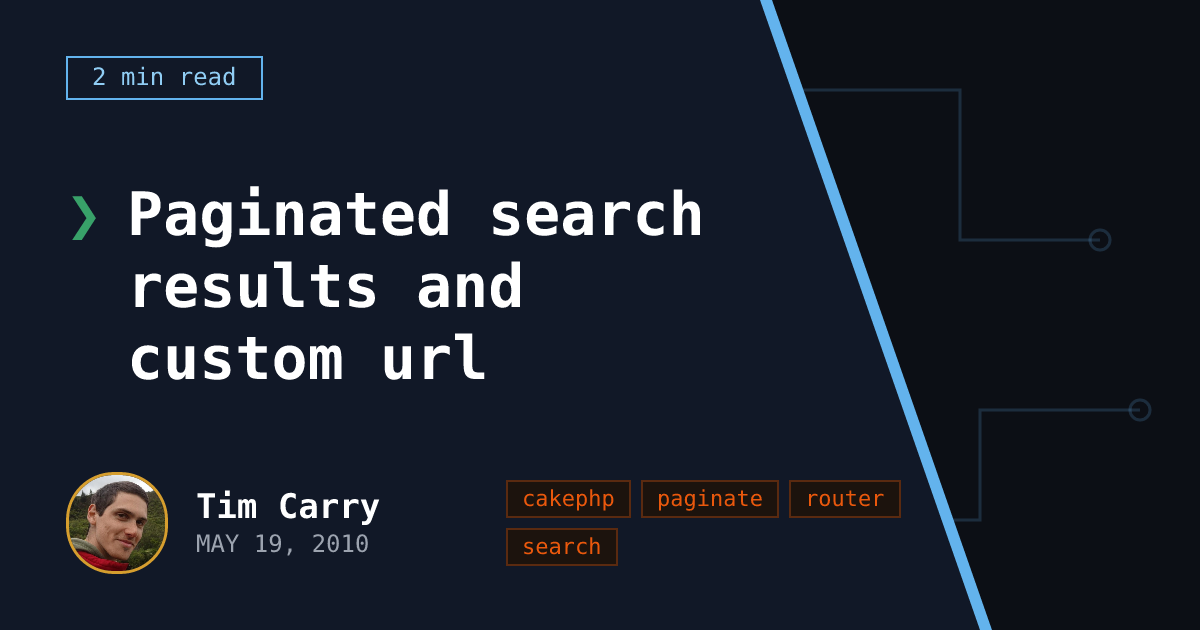 2 min read
❯ Paginated search
results and
custom url
Tim Carry
MAY 19, 2010
cakephp paginate router
search